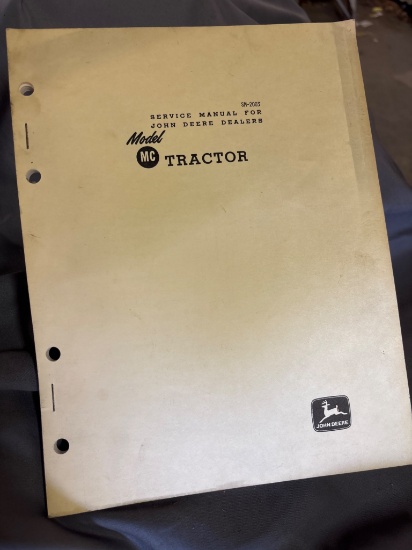 SM-2003
SERVICE MANUAL FOR
JOHN DEERE DEALERS
Model
MC TRACTOR
JOHN DEERE